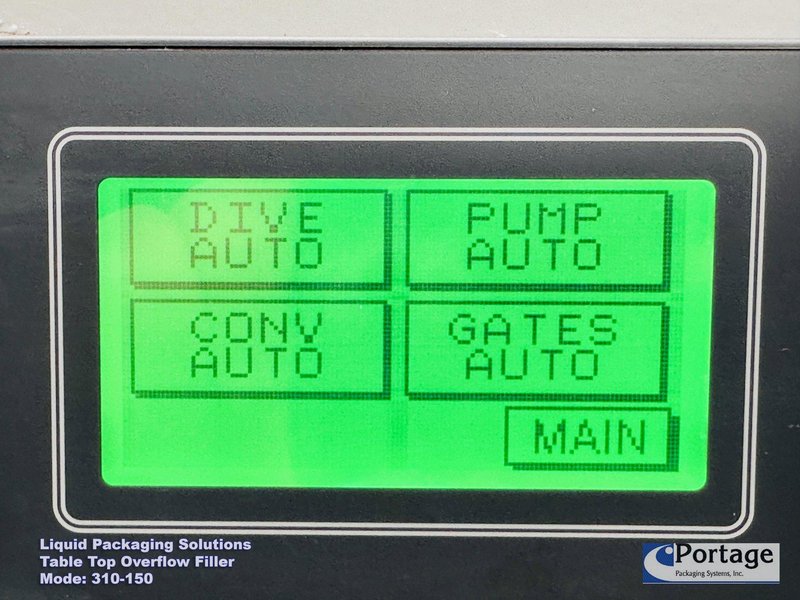 DIVE
AUTO
PUMP
AUTO
CONV
AUTO
GATES
AUTO
MAIN
Liquid Packaging Solutions
Table Top Overflow Filler
Mode: 310-150
Portage
Packaging Systems, Inc.